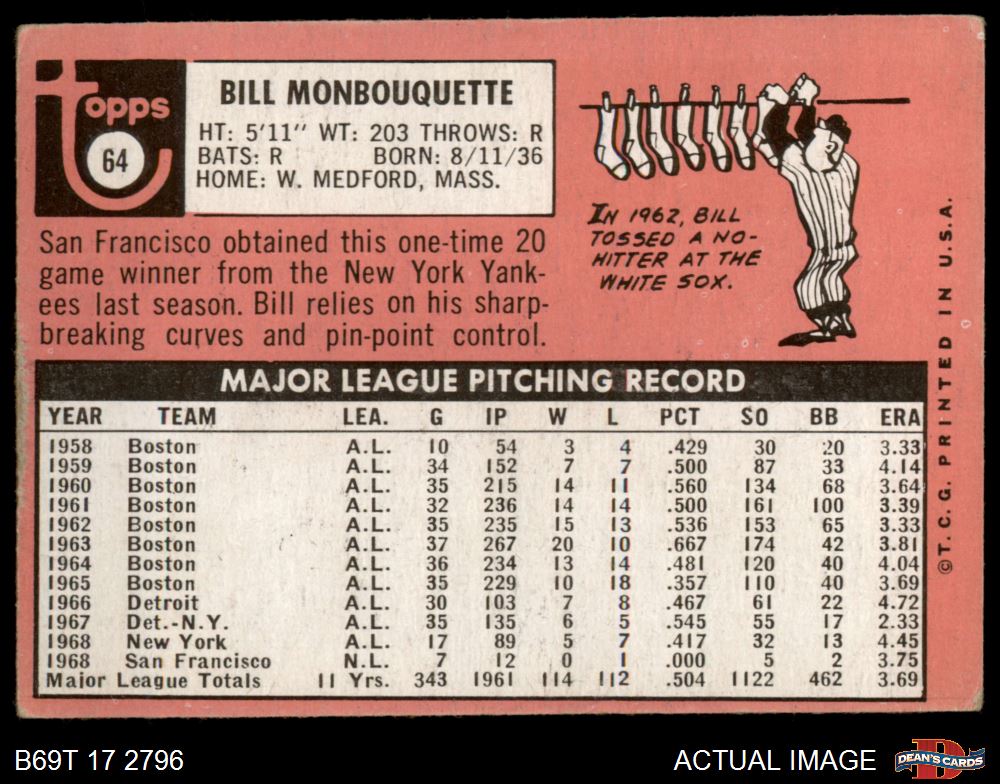 topps
64
BILL MONBOUQUETTE
HT: 5'11" WT: 203 THROWS: R
BATS: R BORN: 8/11/36
HOME: W. MEDFORD, MASS.
San Francisco obtained this one-time 20
game winner from the New York Yank-
ees last season. Bill relies on his sharp-
breaking curves and pin-point control.
IN 1962, BILL
TOSSED A NO-
HITTER AT THE
WHITE SOX.
MAJOR LEAGUE PITCHING RECORD
YEAR TEAM LEA. G IP W L PCT SO BB ERA
1958 Boston A.L. 10 54 3 4 .429 30 20 3.33
1959 Boston A.L. 34 152 7 7 .500 87 33 4.14
1960 Boston A.L. 35 215 14 11 .560 134 68 3.64
1961 Boston A.L. 32 236 14 14 .500 161 100 3.39
1962 Boston A.L. 35 235 15 13 .536 153 65 3.33
1963 Boston A.L. 37 267 20 10 .667 174 42 3.81
1964 Boston A.L. 36 234 13 14 .481 120 40 4.04
1965 Boston A.L. 35 229 10 18 .357 110 40 3.69
1966 Detroit A.L. 30 103 7 8 .467 61 22 4.72
1967 Det.-N.Y. A.L. 35 135 6 5 .545 55 17 2.33
1968 New York A.L. 17 89 5 7 .417 32 13 4.45
1968 San Francisco N.L. 7 12 0 1 .000 5 2 3.75
Major League Totals 11 Yrs. 343 1961 114 112 .504 1122 462 3.69
©T.C.G. PRINTED IN U.S.A.
B69T 17 2796
ACTUAL IMAGE
D
DEAN'S CARDS